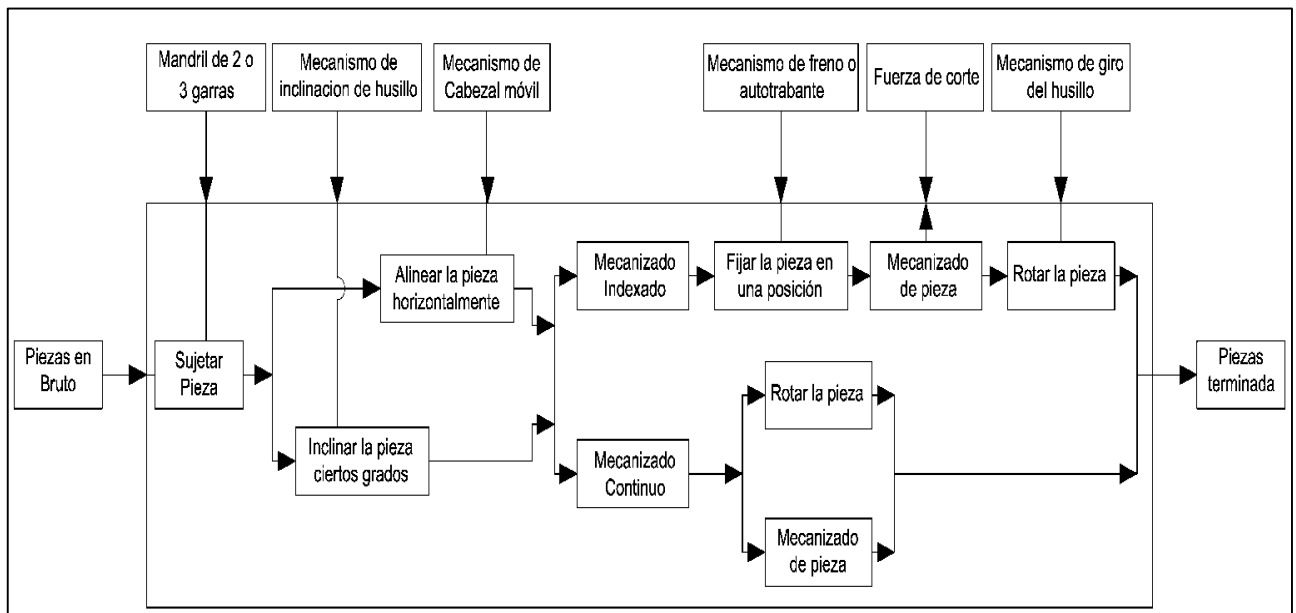 Mandril de 2 o
3 garras
Mecanismo de
inclinacion de husillo
Mecanismo de
Cabezal móvil
Mecanismo de freno o
autotrabante
Fuerza de corte
Mecanismo de giro
del husillo
Alinear la pieza
horizontalmente
Mecanizado
Indexado
Fijar la pieza en
una posición
Mecanizado
de pieza
Rotar la pieza
Piezas en
Bruto
Sujetar
Pieza
Piezas
terminada
Rotar la pieza
Inclinar la pieza
ciertos grados
Mecanizado
Continuo
Mecanizado
de pieza